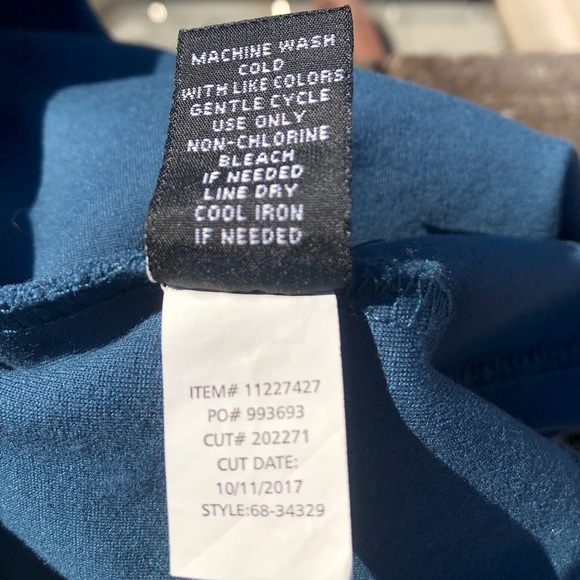 MACHINE WASH
COLD
WITH LIKE COLORS
GENTLE CYCLE
USE ONLY
NON-CHLORINE
BLEACH
IF NEEDED
LINE DRY
COOL IRON
IF NEEDED
ITEM# 11227427
PO# 993693
CUT# 202271
CUT DATE:
10/11/2017
STYLE:68-34329